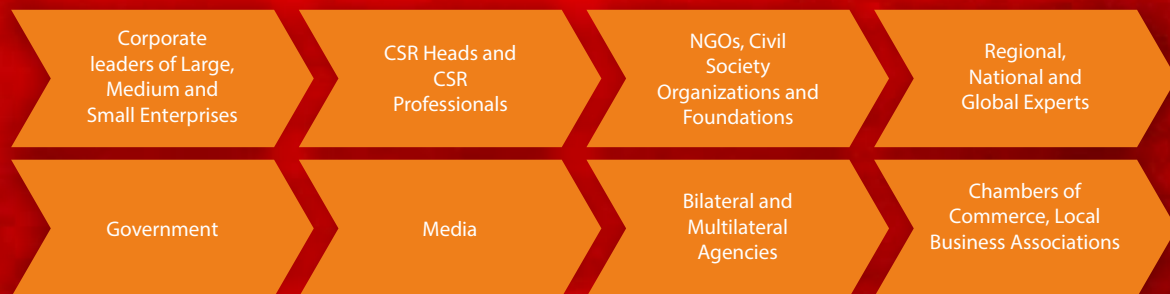 Corporate
leaders of Large,
Medium and
Small Enterprises
CSR Heads and
CSR
Professionals
NGOs, Civil
Society
Organizations and
Foundations
Regional,
National and
Global Experts
Government
Media
Bilateral and
Multilateral
Agencies
Chambers of
Commerce, Local
Business Associations